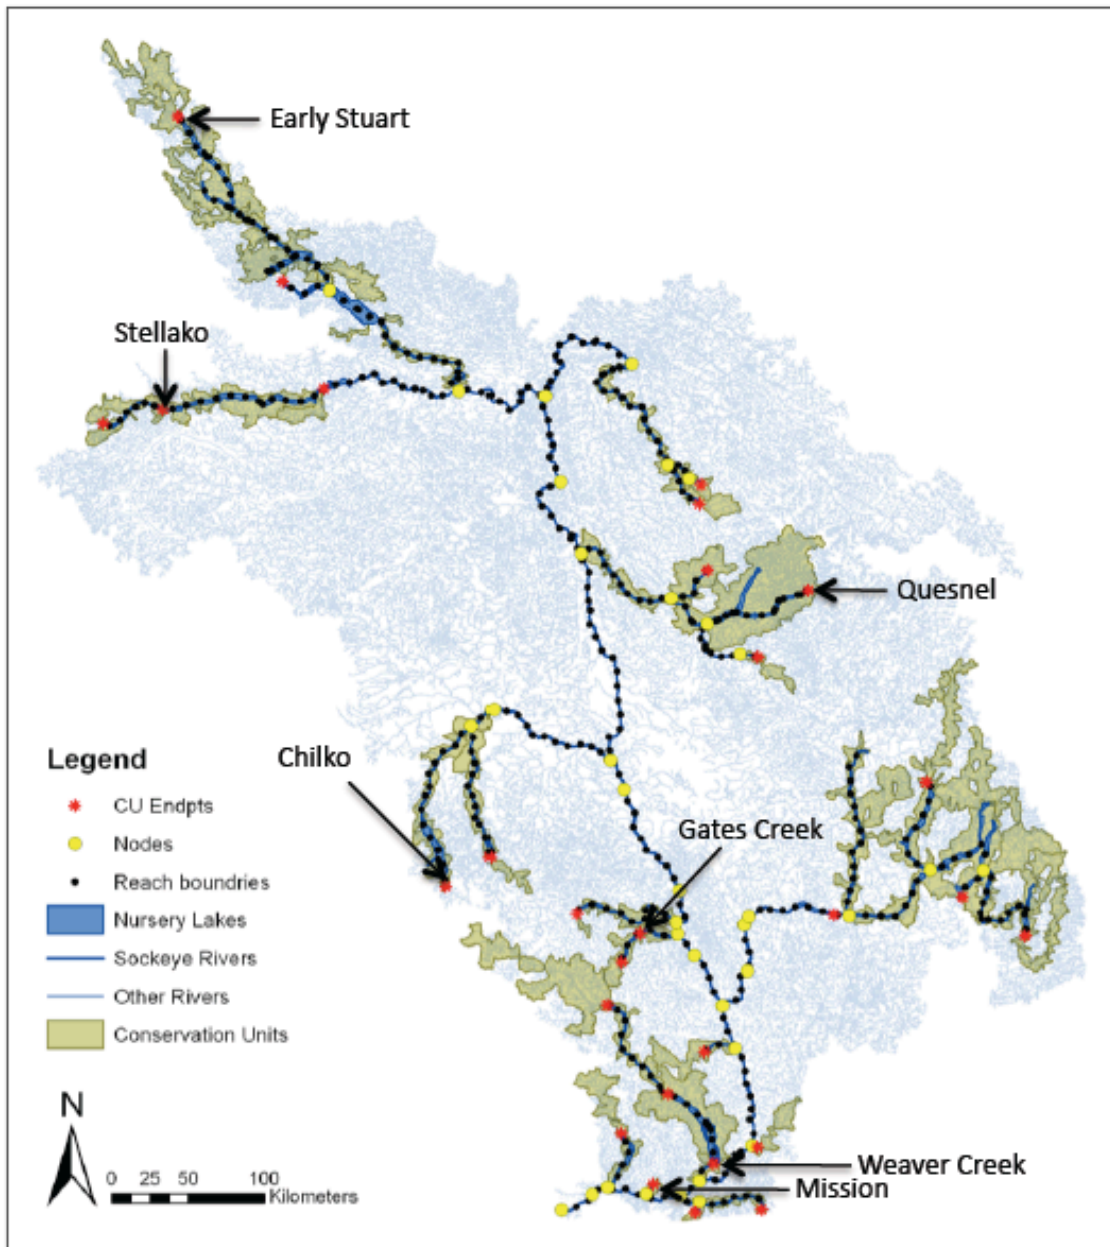 Early Stuart
Stellako
Quesnel
Chilko
Gates Creek
Legend
CU Endpts
Nodes
Reach boundries
Nursery Lakes
Sockeye Rivers
Other Rivers
Conservation Units
N
0 25 50 100
Kilometers
Weaver Creek
Mission